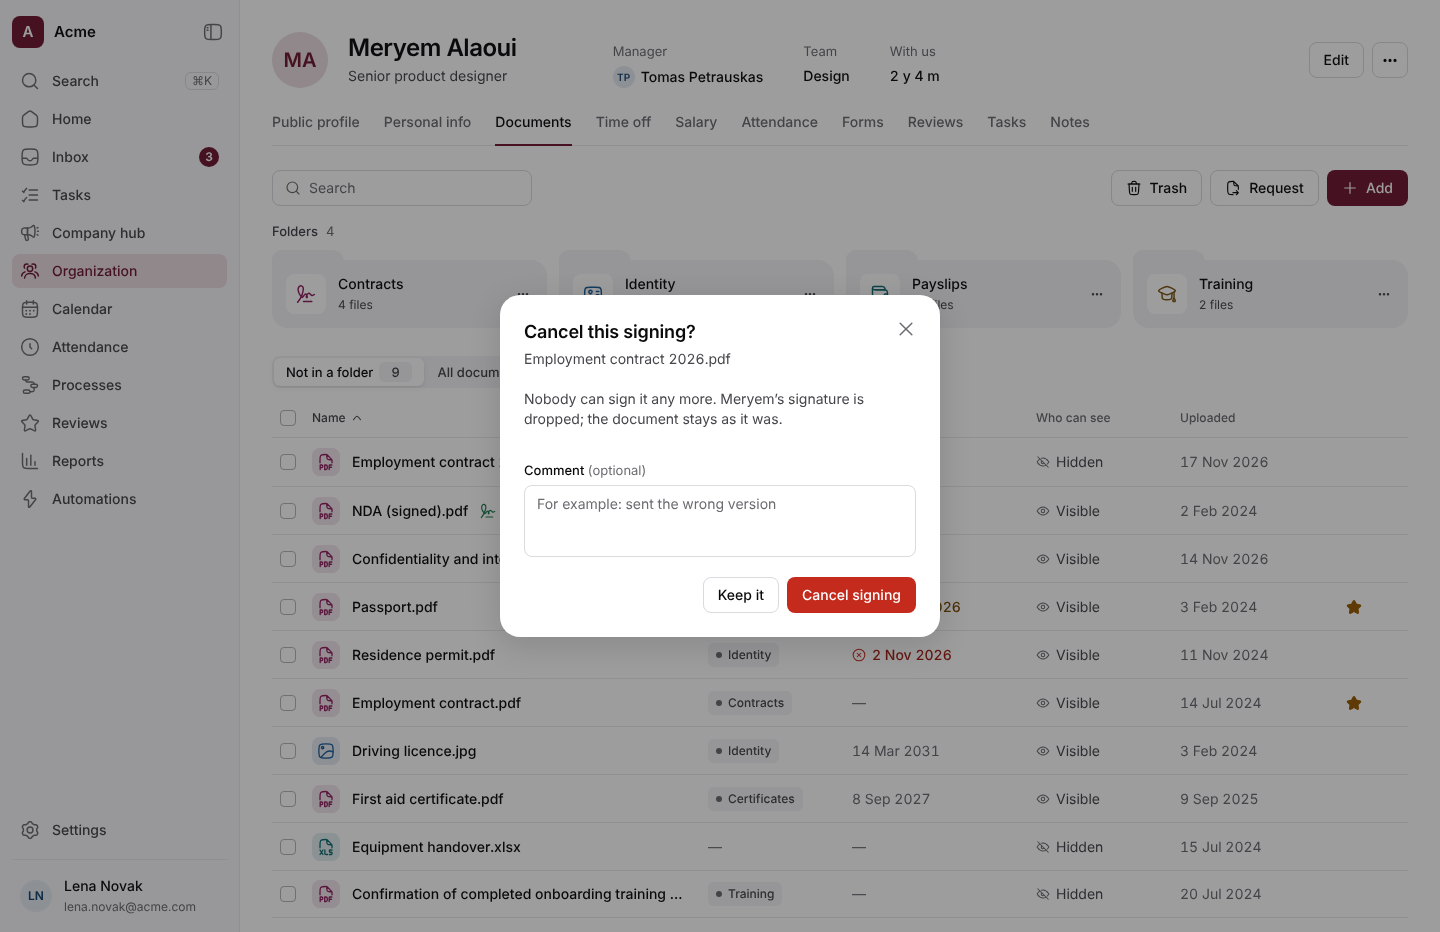 A Acme
Search ⌘K
Home
Inbox 3
Tasks
Company hub
Organization
Calendar
Attendance
Processes
Reviews
Reports
Automations
Settings
LN Lena Novak
lena.novak@acme.com
MA
Meryem Alaoui
Senior product designer
Manager
TP Tomas Petrauskas
Team
Design
With us
2 y 4 m
Edit
Public profile Personal info Documents Time off Salary Attendance Forms Reviews Tasks Notes
Search
Trash Request Add
Folders 4
Contracts
4 files
Identity
Payslips
Training
2 files
Not in a folder 9
Name Who can see Uploaded
Employment contract Hidden 17 Nov 2026
NDA (signed).pdf Visible 2 Feb 2024
Confidentiality and Visible 14 Nov 2026
Passport.pdf Visible 3 Feb 2024
Residence permit.pdf Identity 2 Nov 2026 Visible 11 Nov 2024
Employment contract.pdf Contracts — Visible 14 Jul 2024
Driving licence.jpg Identity 14 Mar 2031 Visible 3 Feb 2024
First aid certificate.pdf Certificates 8 Sep 2027 Visible 9 Sep 2025
Equipment handover.xlsx — — Hidden 15 Jul 2024
Confirmation of completed onboarding training ... Training — Hidden 20 Jul 2024
Cancel this signing?
Employment contract 2026.pdf
Nobody can sign it any more. Meryem’s signature is
dropped; the document stays as it was.
Comment (optional)
For example: sent the wrong version
Keep it Cancel signing